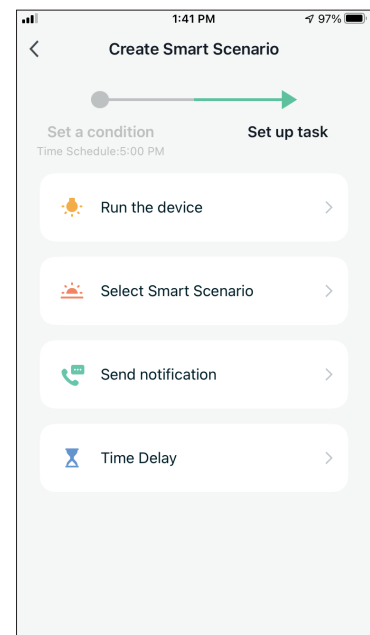 1:41 PM
97%
Create Smart Scenario
Set a condition
Set up task
Time Schedule:5:00 PM
Run the device
Select Smart Scenario
Send notification
Time Delay